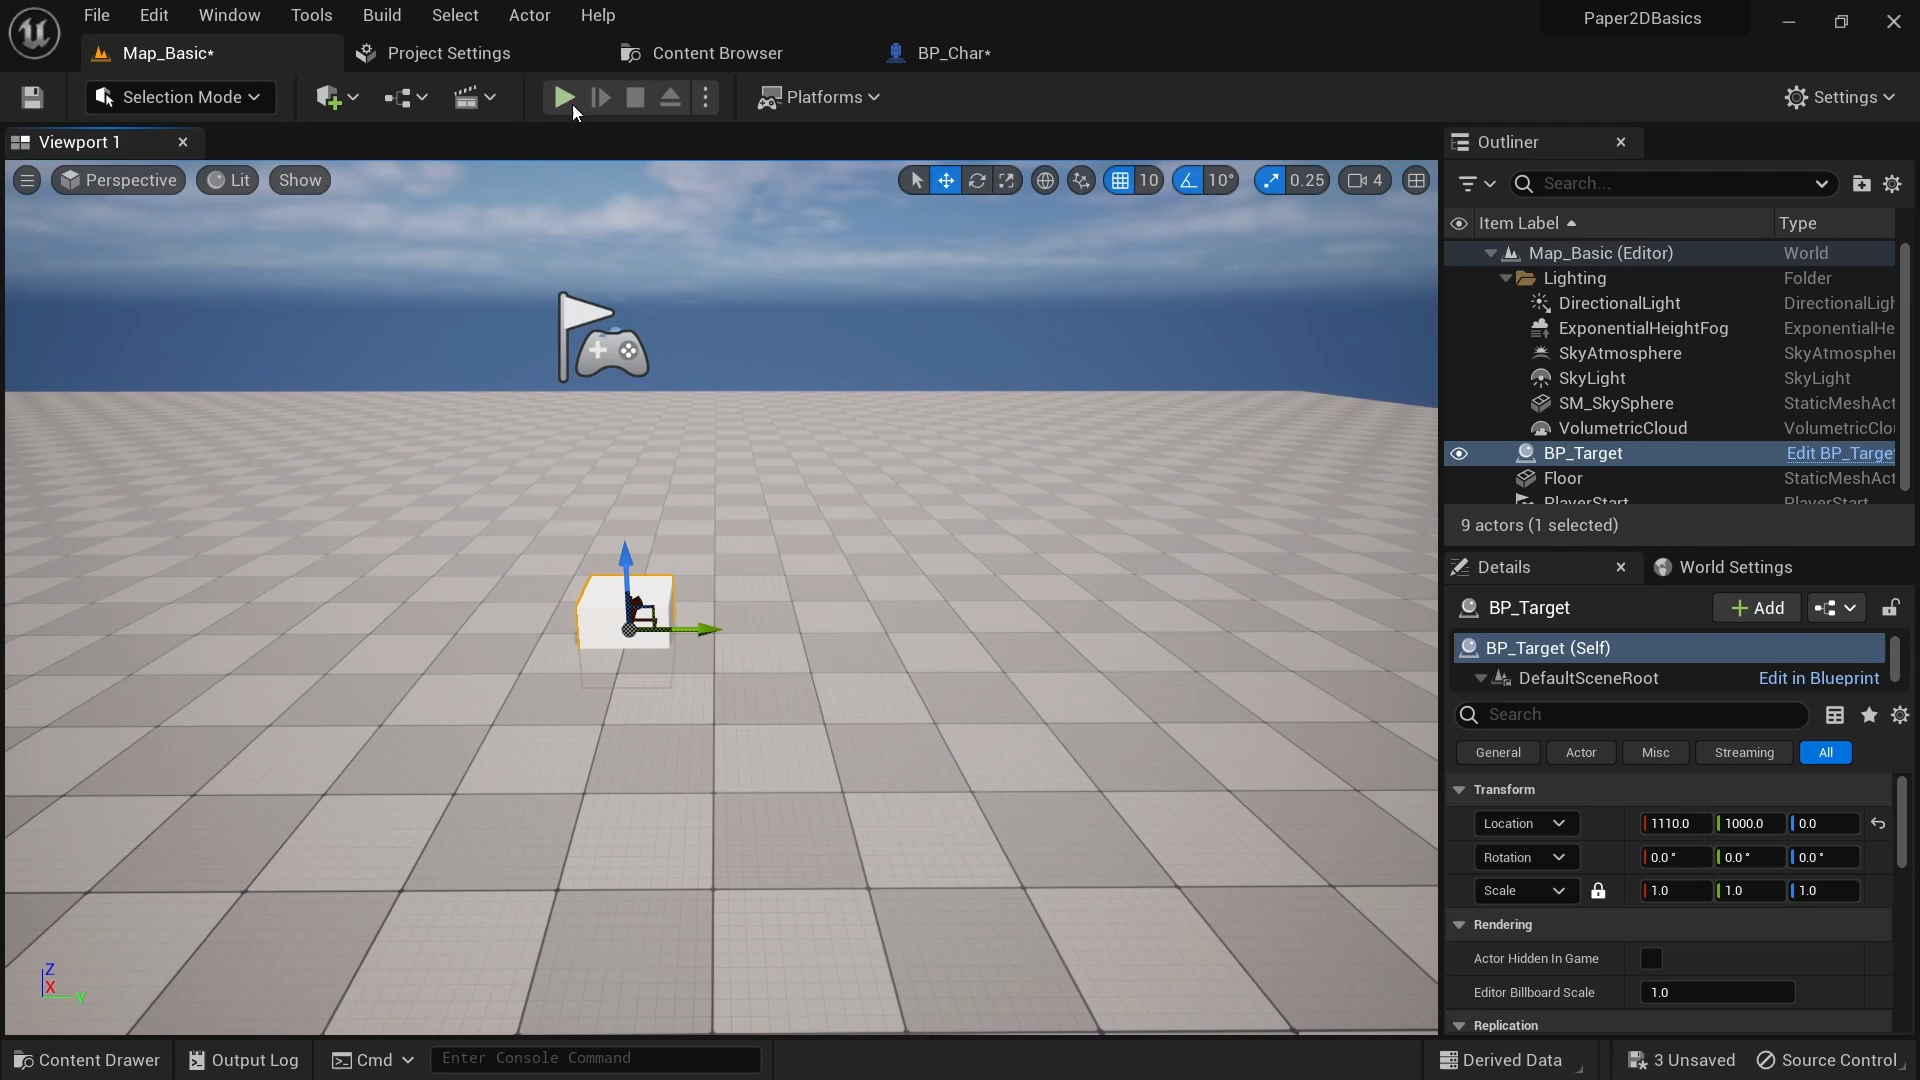 File Edit Window Tools Build Select Actor Help
Paper2DBasics
Map_Basic* Project Settings Content Browser BP_Char*
Selection Mode Platforms Settings
Viewport 1
Perspective Lit Show 10 10° 0.25 4
Z
X
Y
Outliner
Search...
Item Label Type
Map_Basic (Editor) World
Lighting Folder
DirectionalLight DirectionalLigh
ExponentialHeightFog ExponentialHe
SkyAtmosphere SkyAtmospher
SkyLight SkyLight
SM_SkySphere StaticMeshAct
VolumetricCloud VolumetricClou
BP_Target Edit BP_Target
Floor StaticMeshAct
PlayerStart PlayerStart
9 actors (1 selected)
Details World Settings
BP_Target Add
BP_Target (Self)
DefaultSceneRoot Edit in Blueprint
Search
General Actor Misc Streaming All
Transform
Location 1110.0 1000.0 0.0
Rotation 0.0 ° 0.0 ° 0.0 °
Scale 1.0 1.0 1.0
Rendering
Actor Hidden In Game
Editor Billboard Scale 1.0
Replication
Content Drawer Output Log Cmd Enter Console Command Derived Data 3 Unsaved Source Control